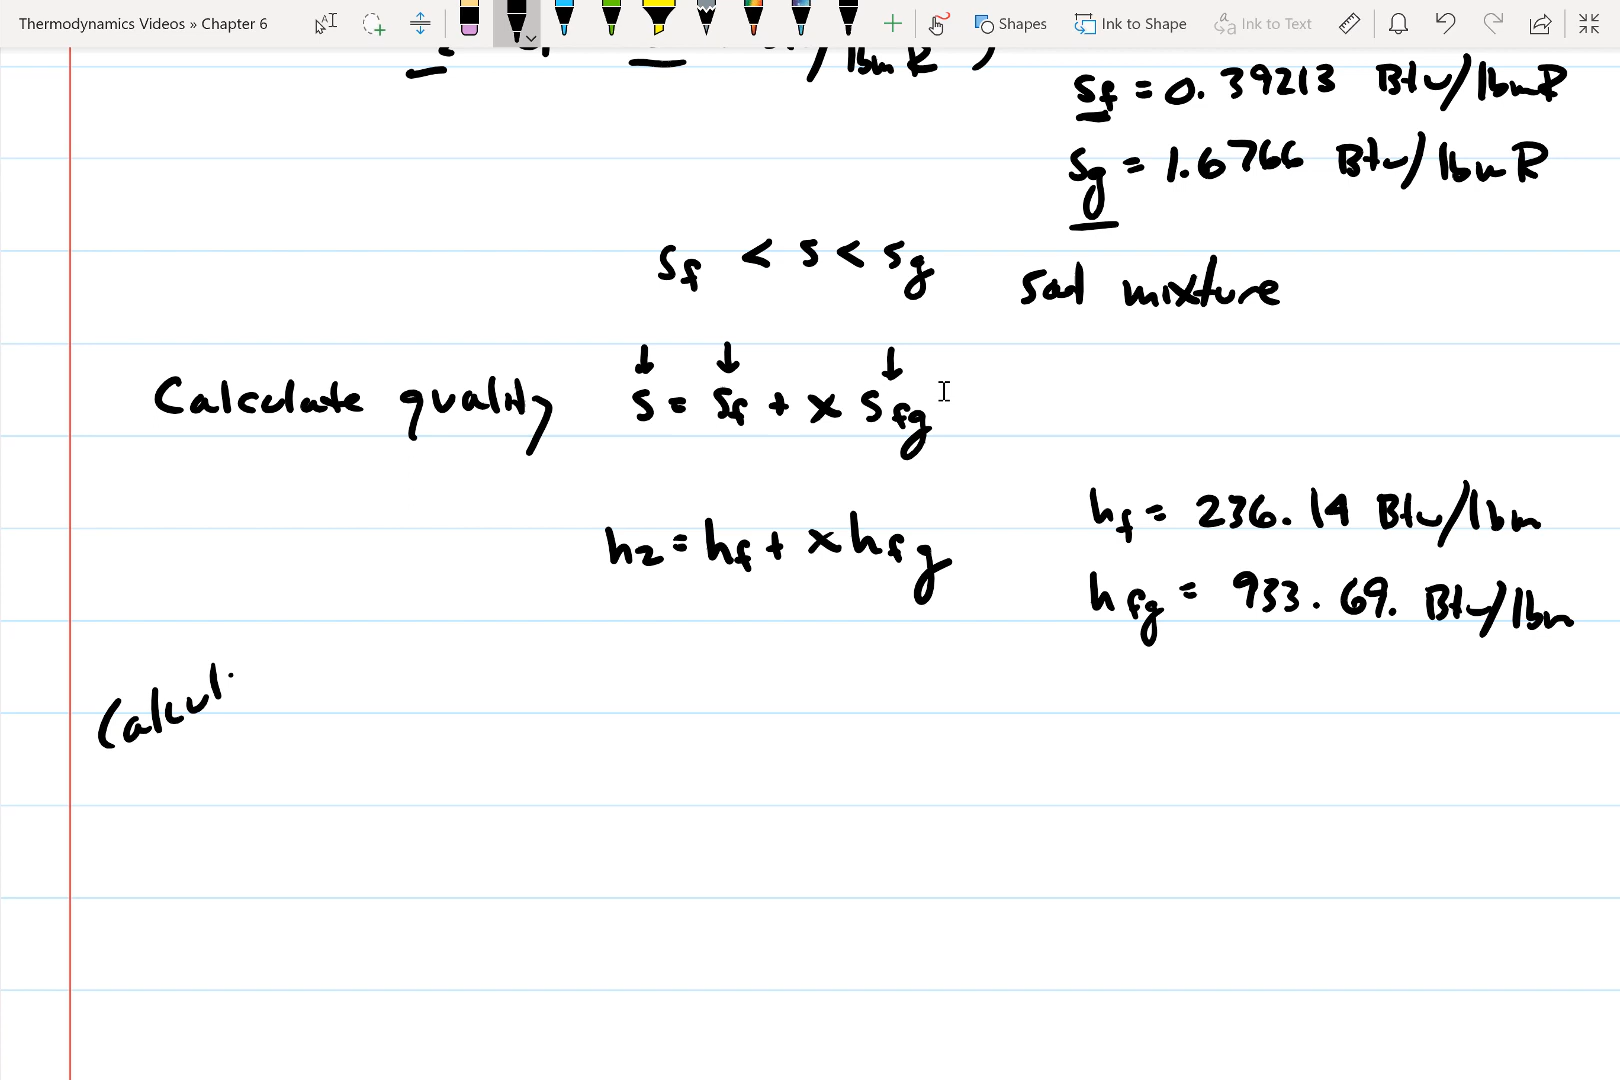 Thermodynamics Videos » Chapter 6
Shapes
Ink to Shape
Ink to Text
lbm R
sf = 0.39213 Btu/lbmR
sg = 1.6766 Btu/lbm R
sf < s < sg sat mixture
Calculate quality s = sf + x sfg
hf = 236.14 Btu/lbm
h2 = hf + x hfg
hfg = 933.69. Btu/lbm
Calcul